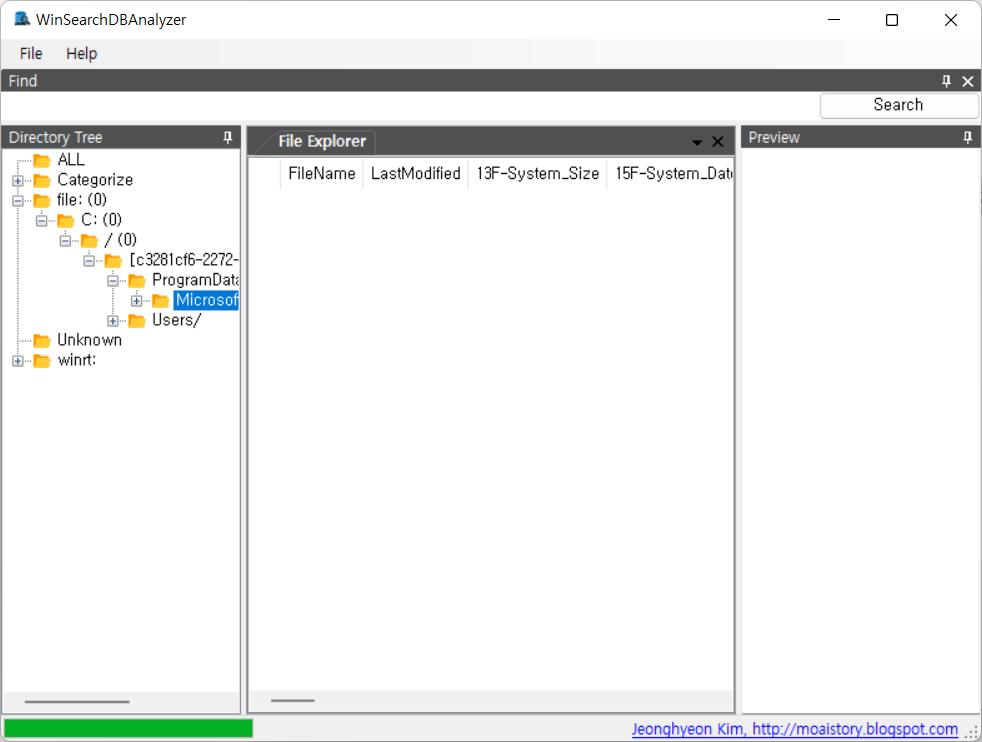 WinSearchDBAnalyzer
File Help
Find
Search
Directory Tree
ALL
Categorize
file: (0)
C: (0)
/ (0)
[c3281cf6-2272-
ProgramData
Microsof
Users/
Unknown
winrt:
File Explorer
FileName LastModified 13F-System_Size 15F-System_Date
Preview
Jeonghyeon Kim, http://moaistory.blogspot.com